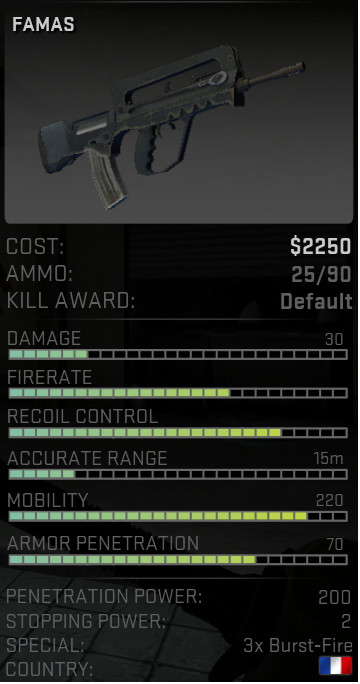 FAMAS
COST: $2250
AMMO: 25/90
KILL AWARD: Default
DAMAGE 30
FIRERATE
RECOIL CONTROL
ACCURATE RANGE 15m
MOBILITY 220
ARMOR PENETRATION 70
PENETRATION POWER: 200
STOPPING POWER: 2
SPECIAL: 3x Burst-Fire
COUNTRY: